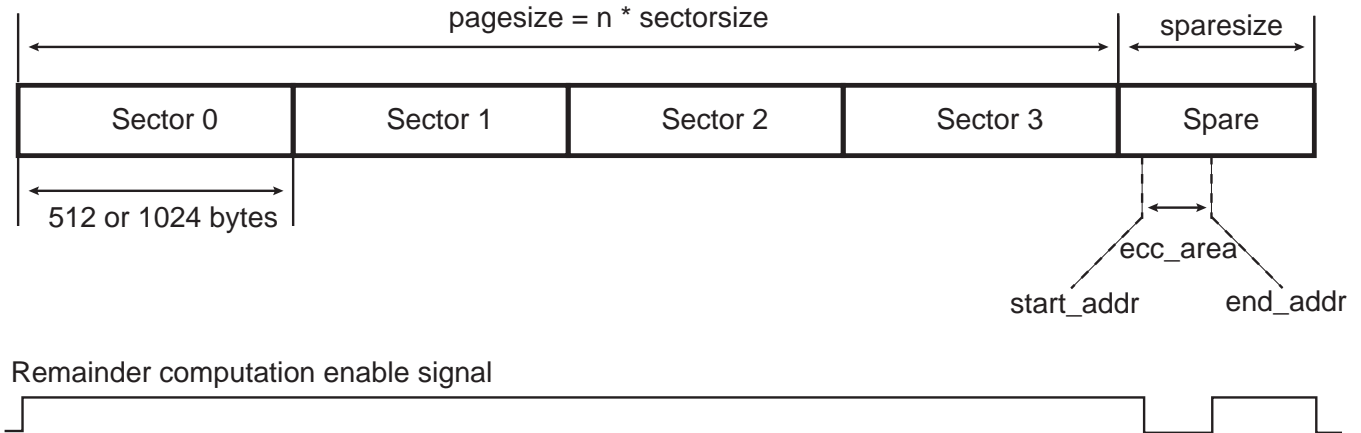 pagesize = n * sectorsize
sparesize
Sector 0
Sector 1
Sector 2
Sector 3
Spare
512 or 1024 bytes
ecc_area
start_addr
end_addr
Remainder computation enable signal